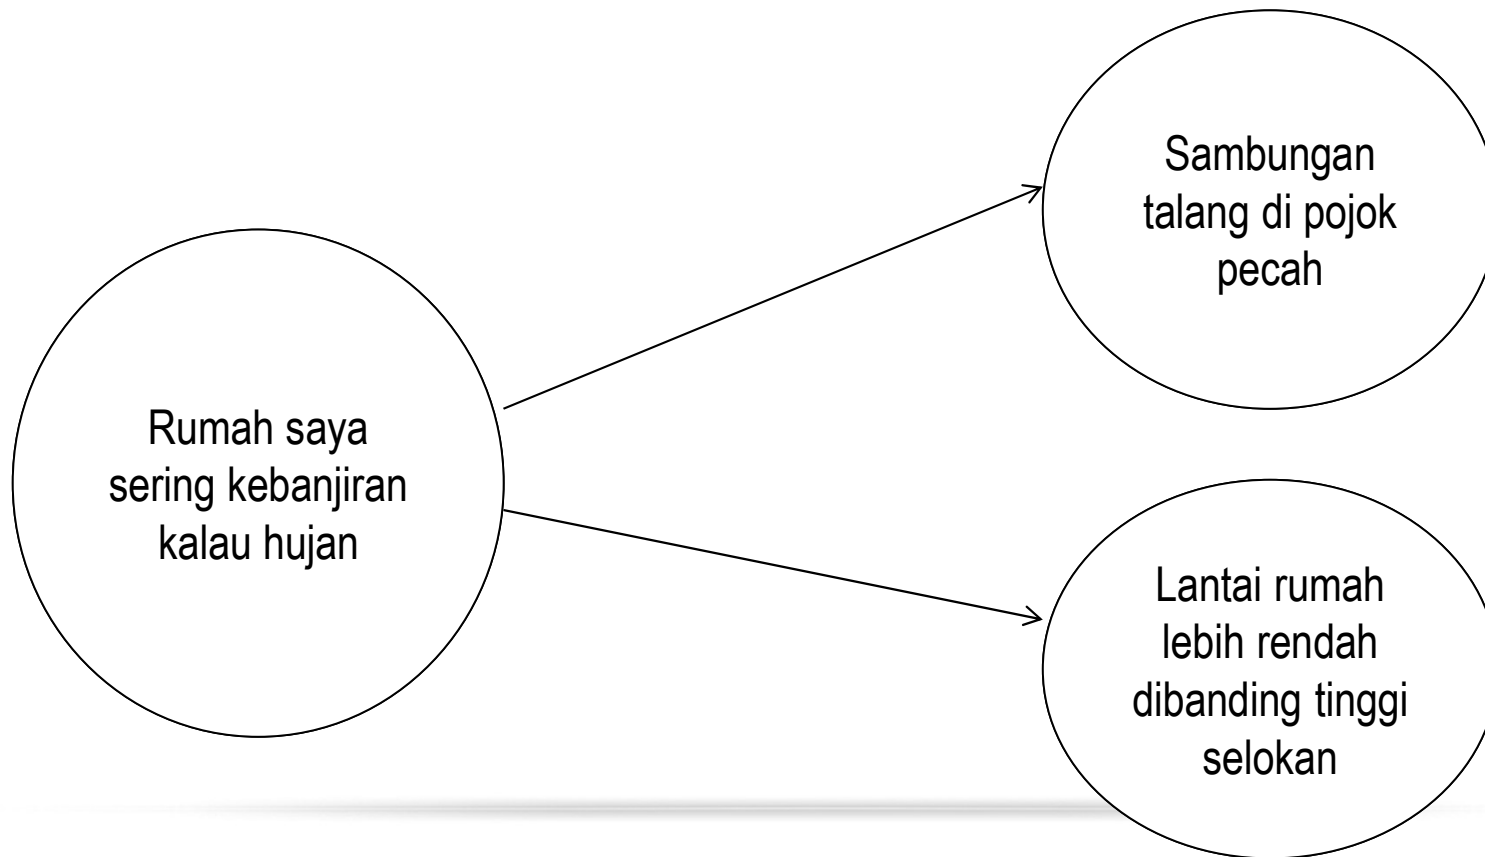 Rumah saya
sering kebanjiran
kalau hujan
Sambungan
talang di pojok
pecah
Lantai rumah
lebih rendah
dibanding tinggi
selokan